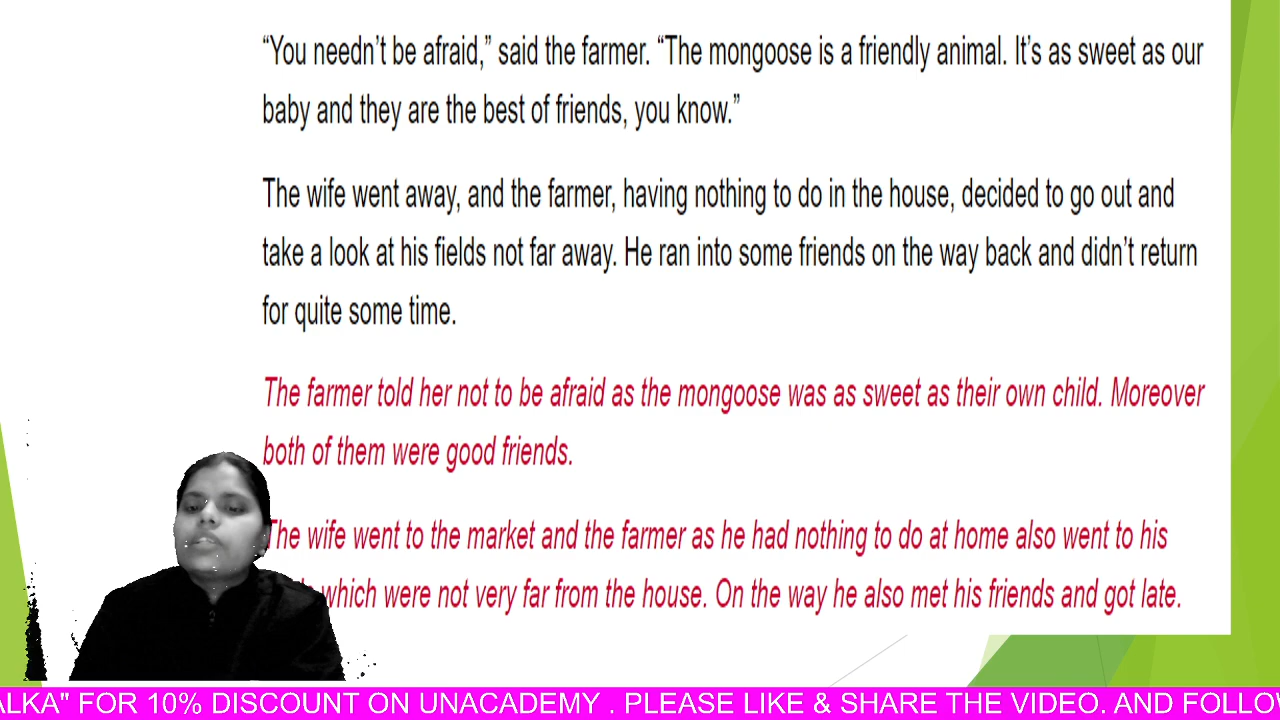 “You needn’t be afraid,” said the farmer. “The mongoose is a friendly animal. It’s as sweet as our
baby and they are the best of friends, you know.”
The wife went away, and the farmer, having nothing to do in the house, decided to go out and
take a look at his fields not far away. He ran into some friends on the way back and didn’t return
for quite some time.
The farmer told her not to be afraid as the mongoose was as sweet as their own child. Moreover
both of them were good friends.
The wife went to the market and the farmer as he had nothing to do at home also went to his
which were not very far from the house. On the way he also met his friends and got late.
ALKA" FOR 10% DISCOUNT ON UNACADEMY . PLEASE LIKE & SHARE THE VIDEO. AND FOLLO